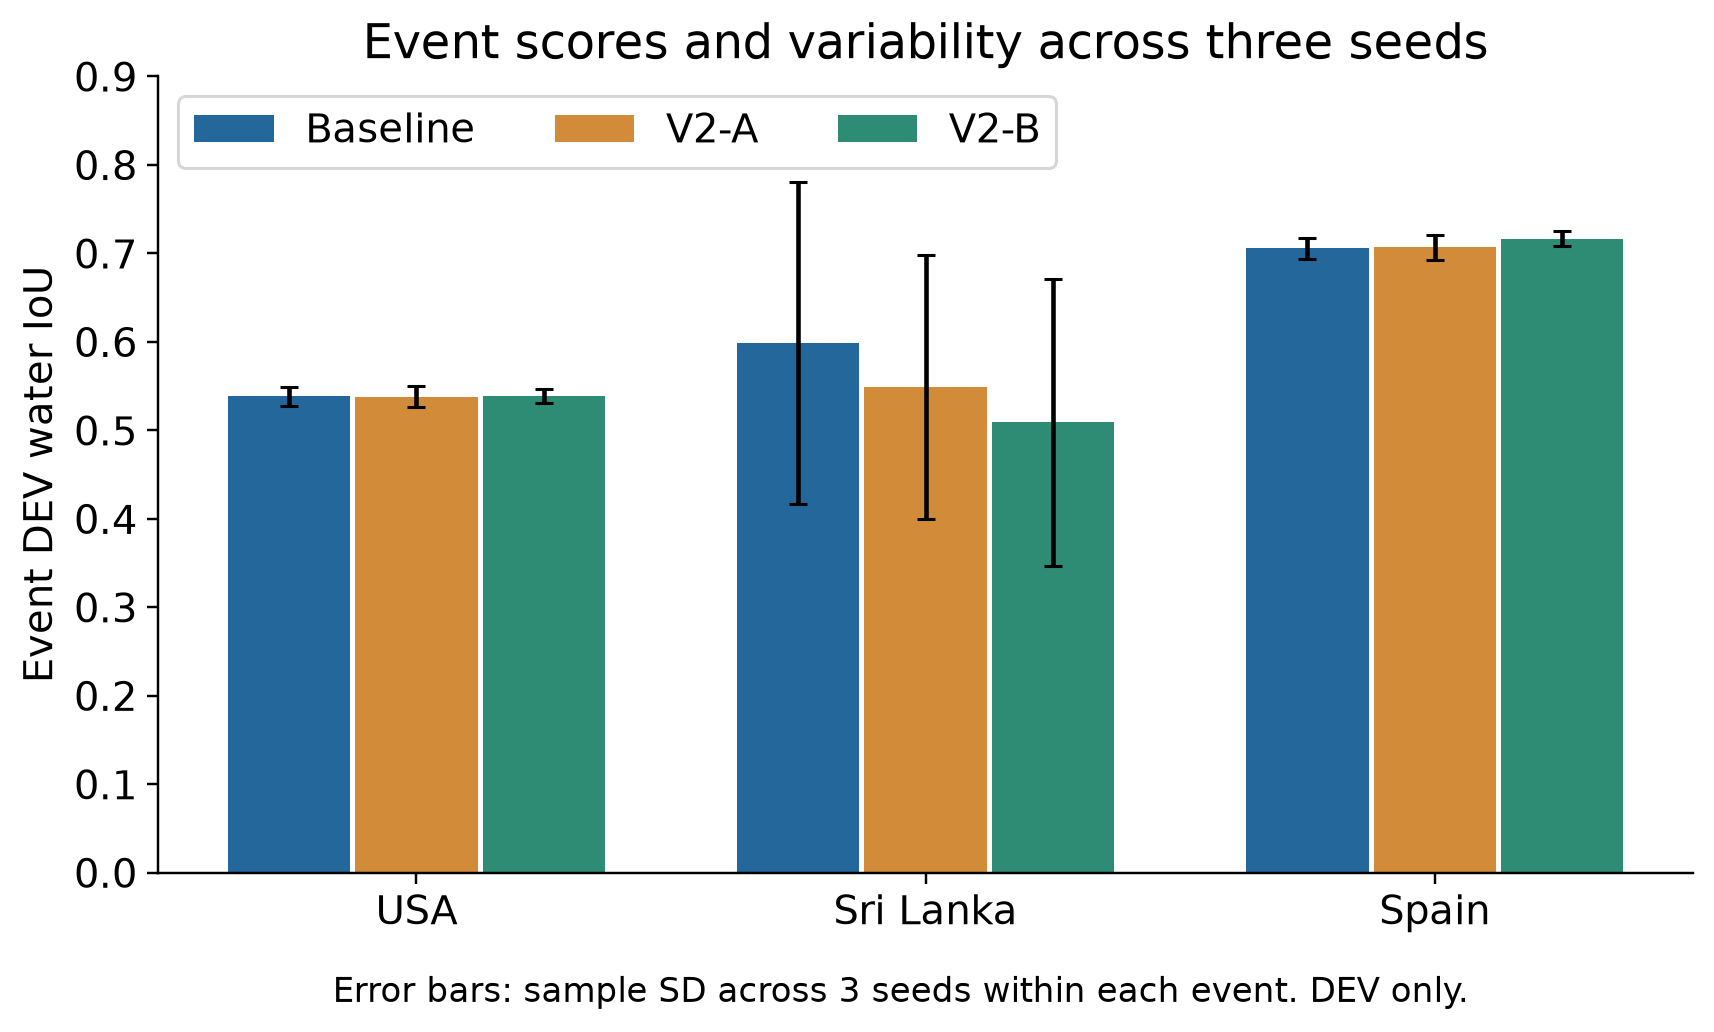 Event scores and variability across three seeds
Baseline V2-A V2-B
Event DEV water IoU
0.9
0.8
0.7
0.6
0.5
0.4
0.3
0.2
0.1
0.0
USA Sri Lanka Spain
Error bars: sample SD across 3 seeds within each event. DEV only.